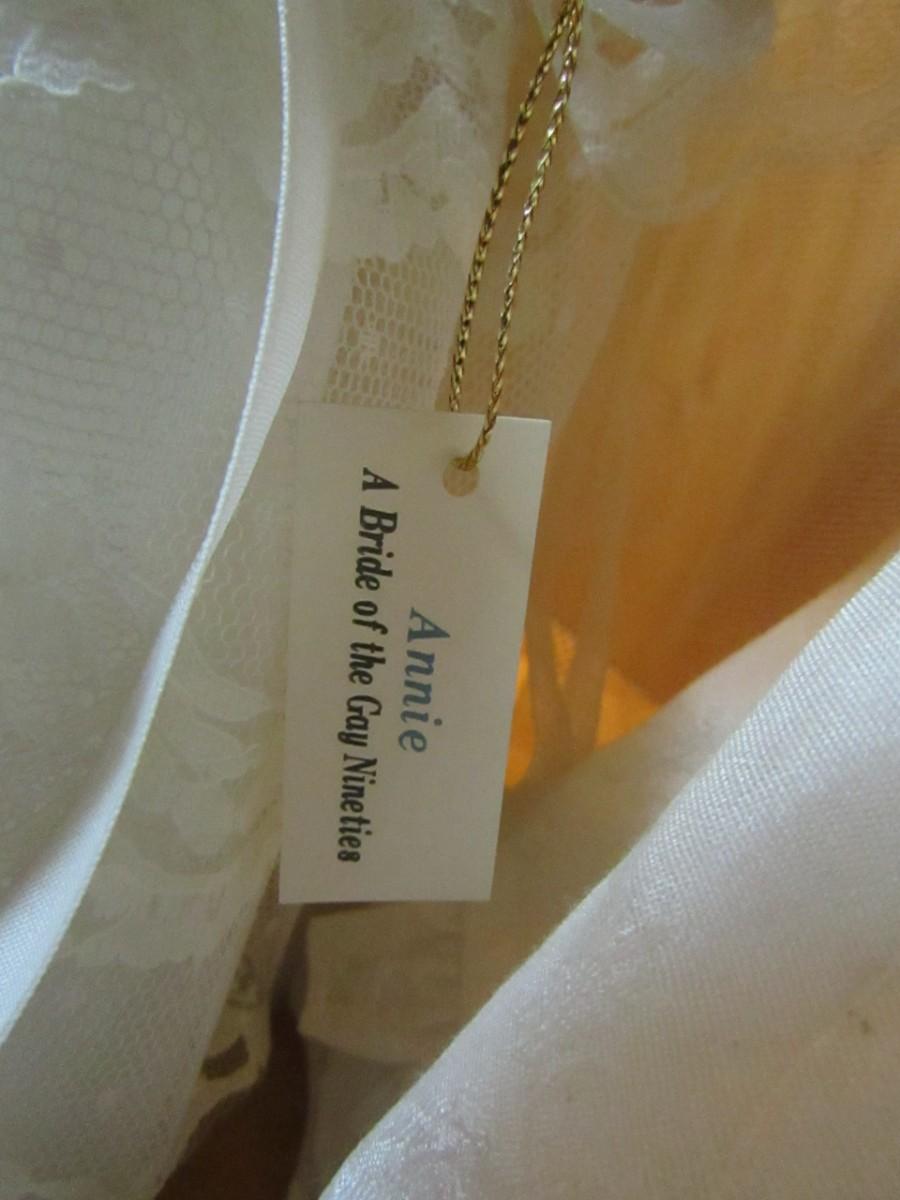 Annie
A Bride of the Gay Nineties